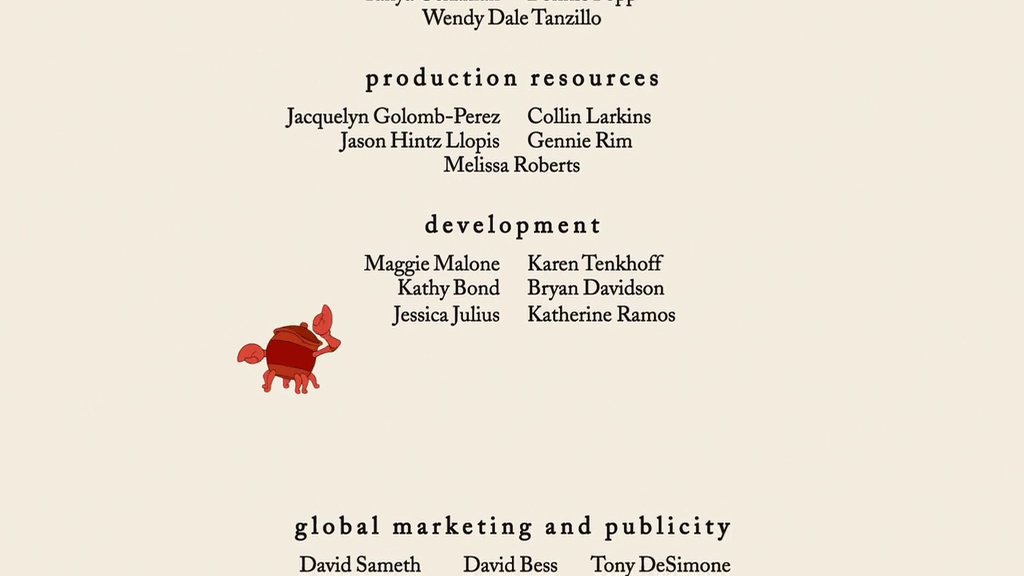 Wendy Dale Tanzillo
production resources
Jacquelyn Golomb-Perez Collin Larkins
Jason Hintz Llopis Gennie Rim
Melissa Roberts
development
Maggie Malone Karen Tenkhoff
Kathy Bond Bryan Davidson
Jessica Julius Katherine Ramos
global marketing and publicity
David Sameth David Bess Tony DeSimone